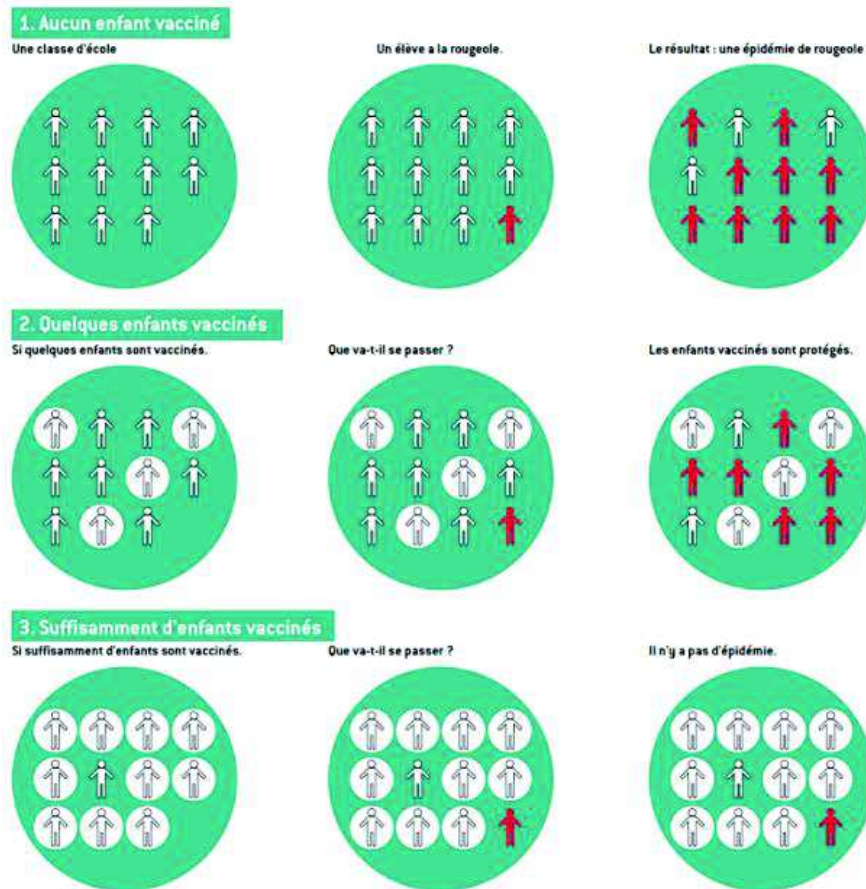 1. Aucun enfant vacciné
Une classe d'école
Un élève a la rougeole.
Le résultat : une épidémie de rougeole
2. Quelques enfants vaccinés
Si quelques enfants sont vaccinés.
Que va-t-il se passer ?
Les enfants vaccinés sont protégés.
3. Suffisamment d'enfants vaccinés
Si suffisamment d'enfants sont vaccinés.
Que va-t-il se passer ?
Il n'y a pas d'épidémie.